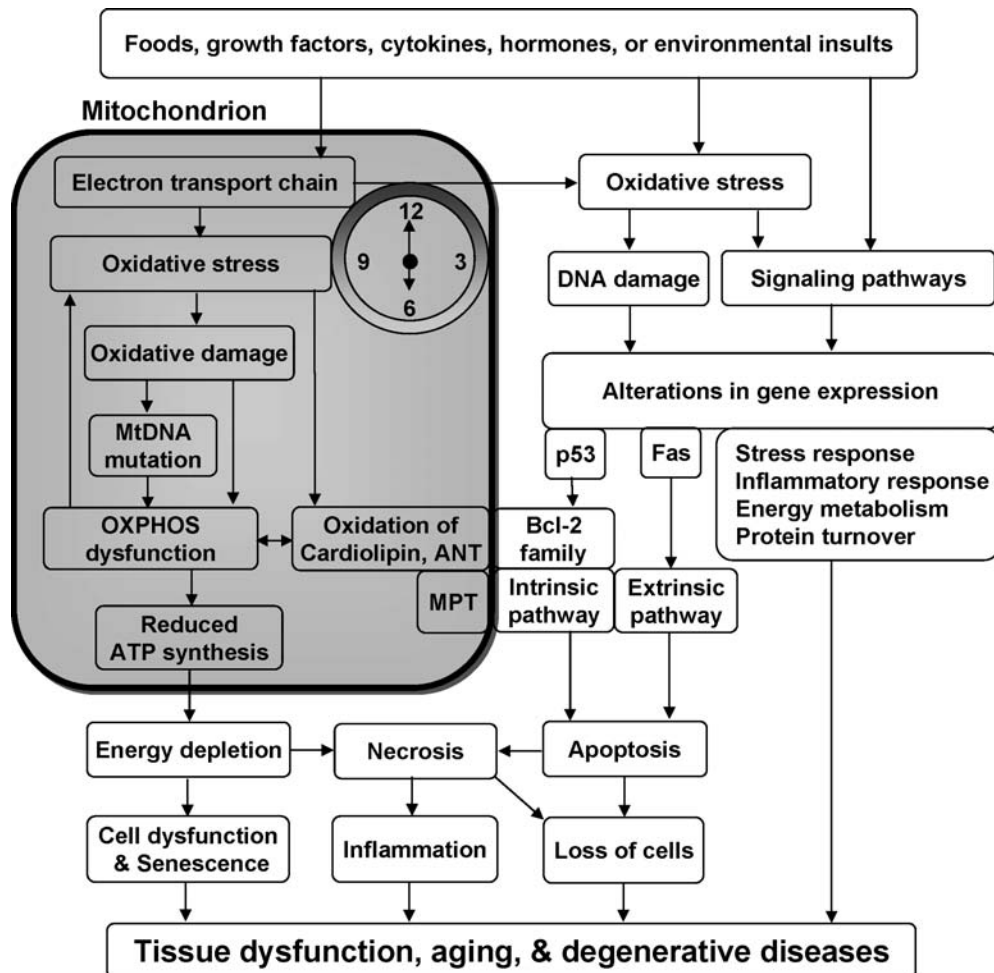 Foods, growth factors, cytokines, hormones, or environmental insults
Mitochondrion
Electron transport chain
Oxidative stress
12
9
3
6
Oxidative stress
DNA damage
Signaling pathways
Oxidative damage
Alterations in gene expression
MtDNA
mutation
p53
Fas
Stress response
Inflammatory response
Energy metabolism
Protein turnover
OXPHOS
dysfunction
Oxidation of
Cardiolipin, ANT
Bcl-2
family
MPT
Intrinsic
pathway
Extrinsic
pathway
Reduced
ATP synthesis
Energy depletion
Necrosis
Apoptosis
Cell dysfunction
& Senescence
Inflammation
Loss of cells
Tissue dysfunction, aging, & degenerative diseases